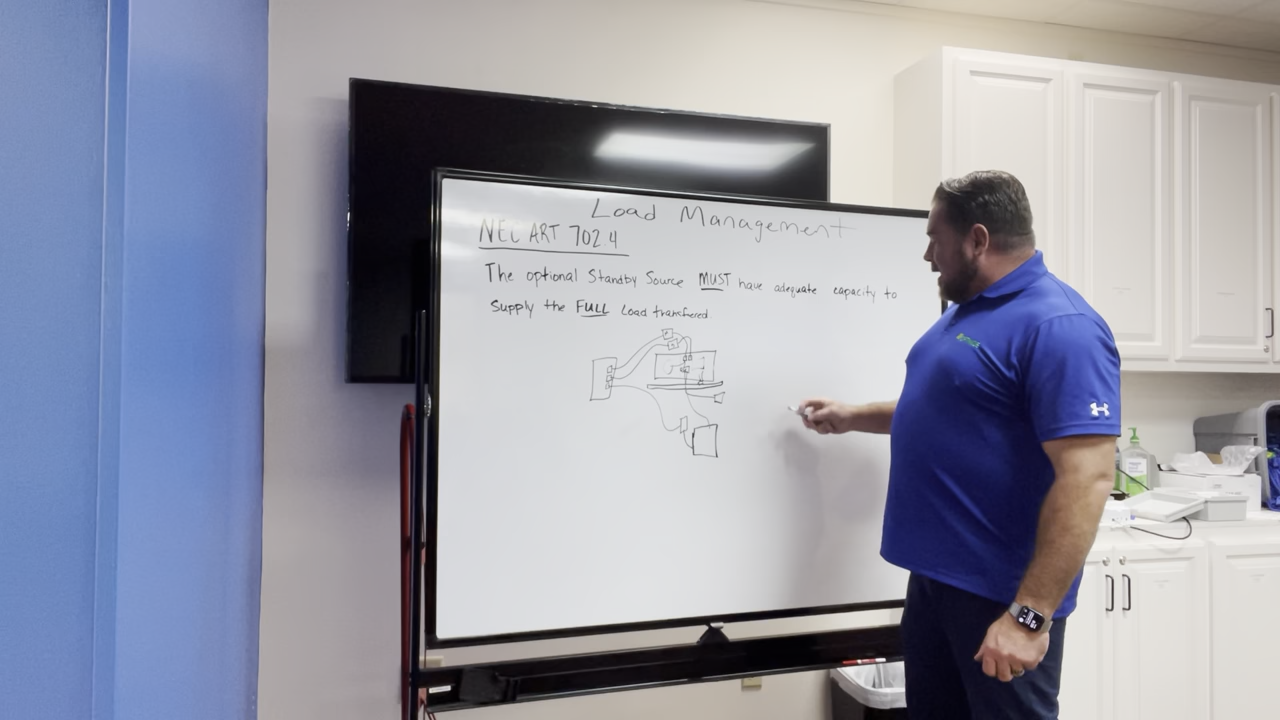 Load Management
NEC ART 702.4
The optional Standby Source MUST have adequate capacity to
Supply the FULL Load transfered